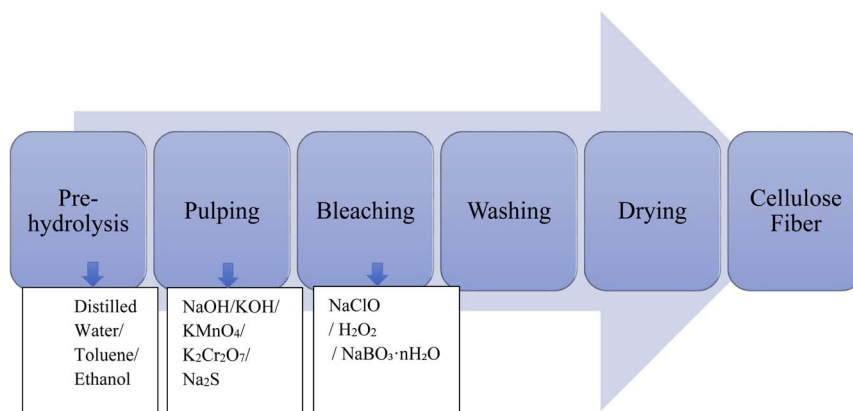 Pre-
hydrolysis
Pulping
Bleaching
Washing
Drying
Cellulose
Fiber
Distilled
Water/
Toluene/
Ethanol
NaOH/KOH/
KMnO₄/
K₂Cr₂O₇/
Na₂S
NaClO
/ H₂O₂
/ NaBO₃·nH₂O